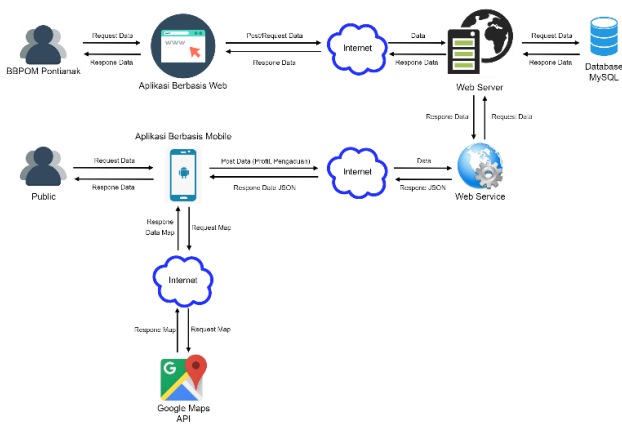 Request Data
Respone Data
BBPOM Pontianak
WWW
Aplikasi Berbasis Web
Post/Request Data
Respone Data
Internet
Data
Respone Data
Web Server
Request Data
Respone Data
Database
MySQL
Respone Data
Request Data
Aplikasi Berbasis Mobile
Request Data
Respone Data
Public
Post Data (Profil, Pengaduan)
Respone Data JSON
Internet
Data
Respone JSON
Web Service
Respone
Data Map
Request Map
Internet
Respone Map
Request Map
G
Google Maps
API